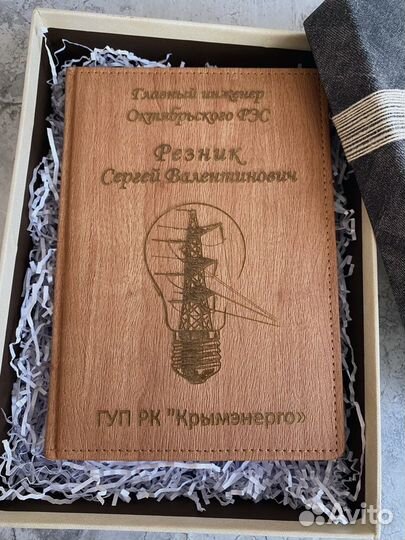 Главный инженер
Октябрьского РЭС
Резник
Сергей Валентинович
ГУП РК "Крымэнерго»
Avito